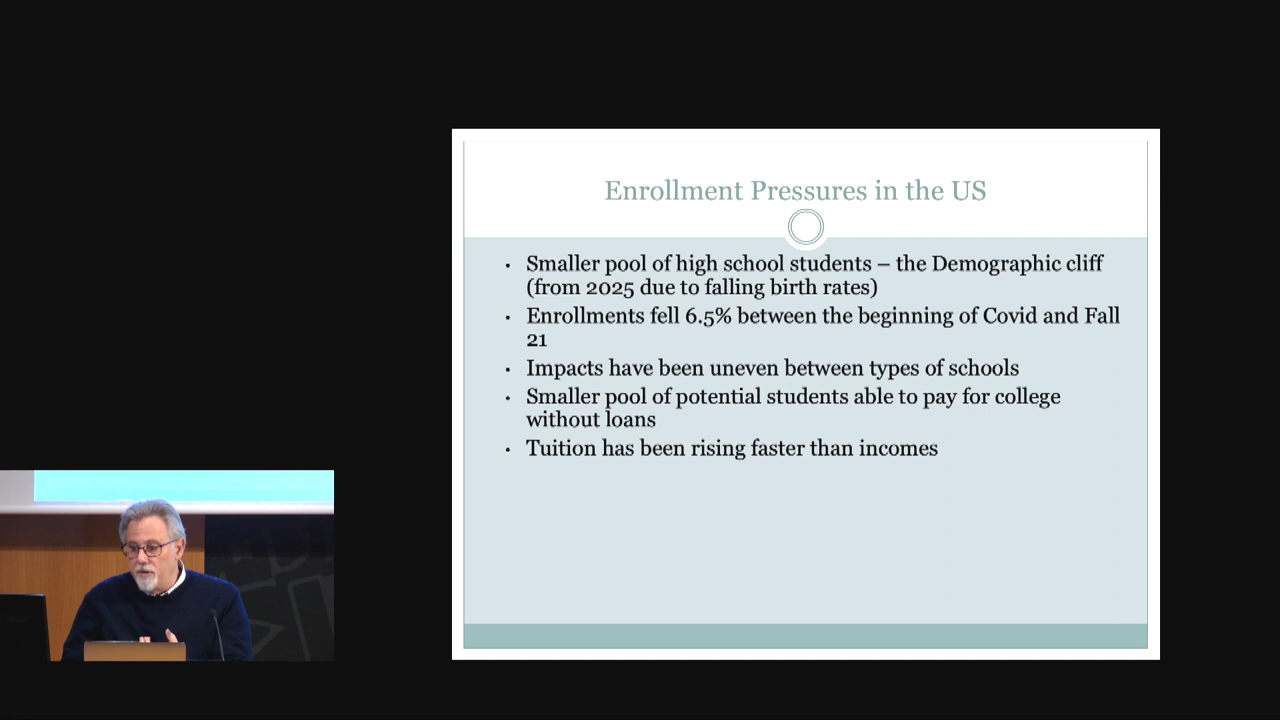 Enrollment Pressures in the US
• Smaller pool of high school students – the Demographic cliff
(from 2025 due to falling birth rates)
• Enrollments fell 6.5% between the beginning of Covid and Fall
21
• Impacts have been uneven between types of schools
• Smaller pool of potential students able to pay for college
without loans
• Tuition has been rising faster than incomes